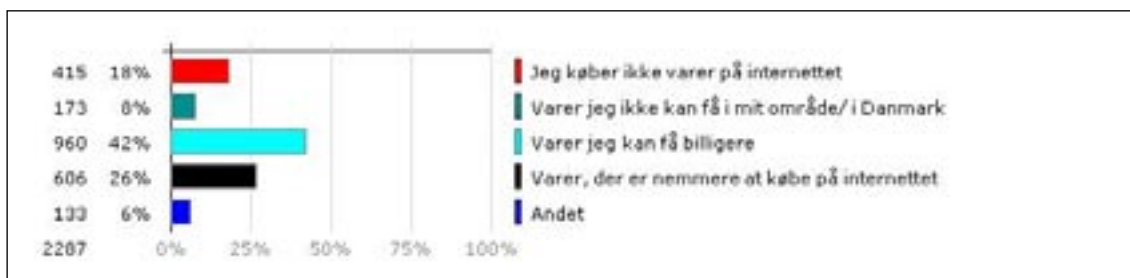 415 18% Jeg køber ikke varer på internettet
173 8% Varer jeg ikke kan få i mit område/ i Danmark
960 42% Varer jeg kan få billigere
606 26% Varer, der er nemmere at købe på internettet
133 6% Andet
2287 0% 25% 50% 75% 100%